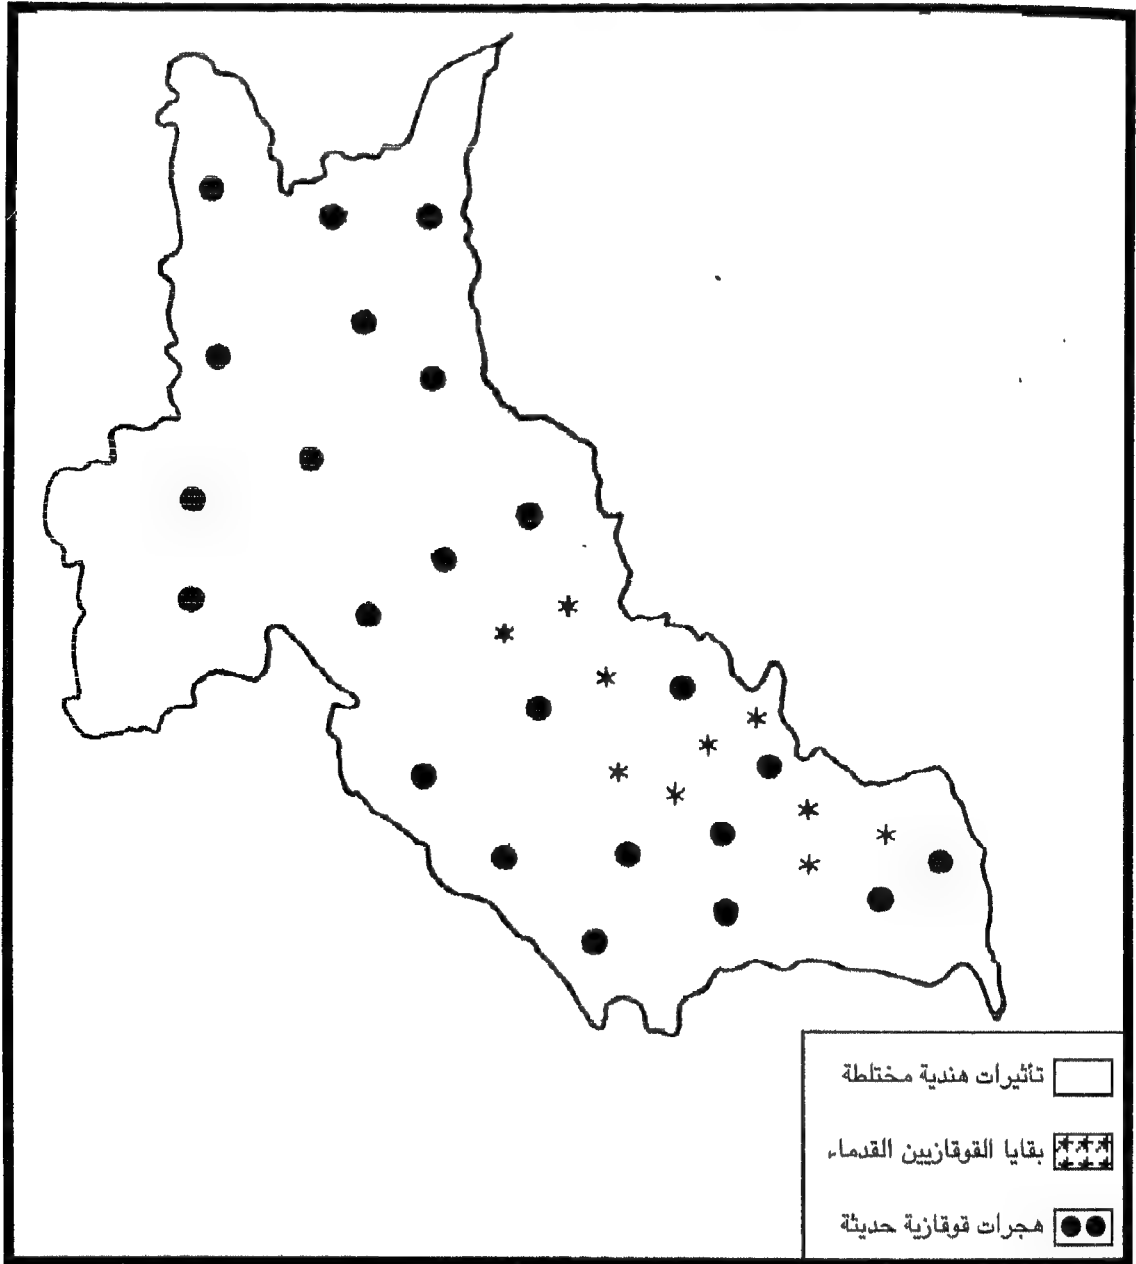 تأثيرات هندية مختلطة
بقايا القوقازيين القدماء
هجرات قوقازية حديثة